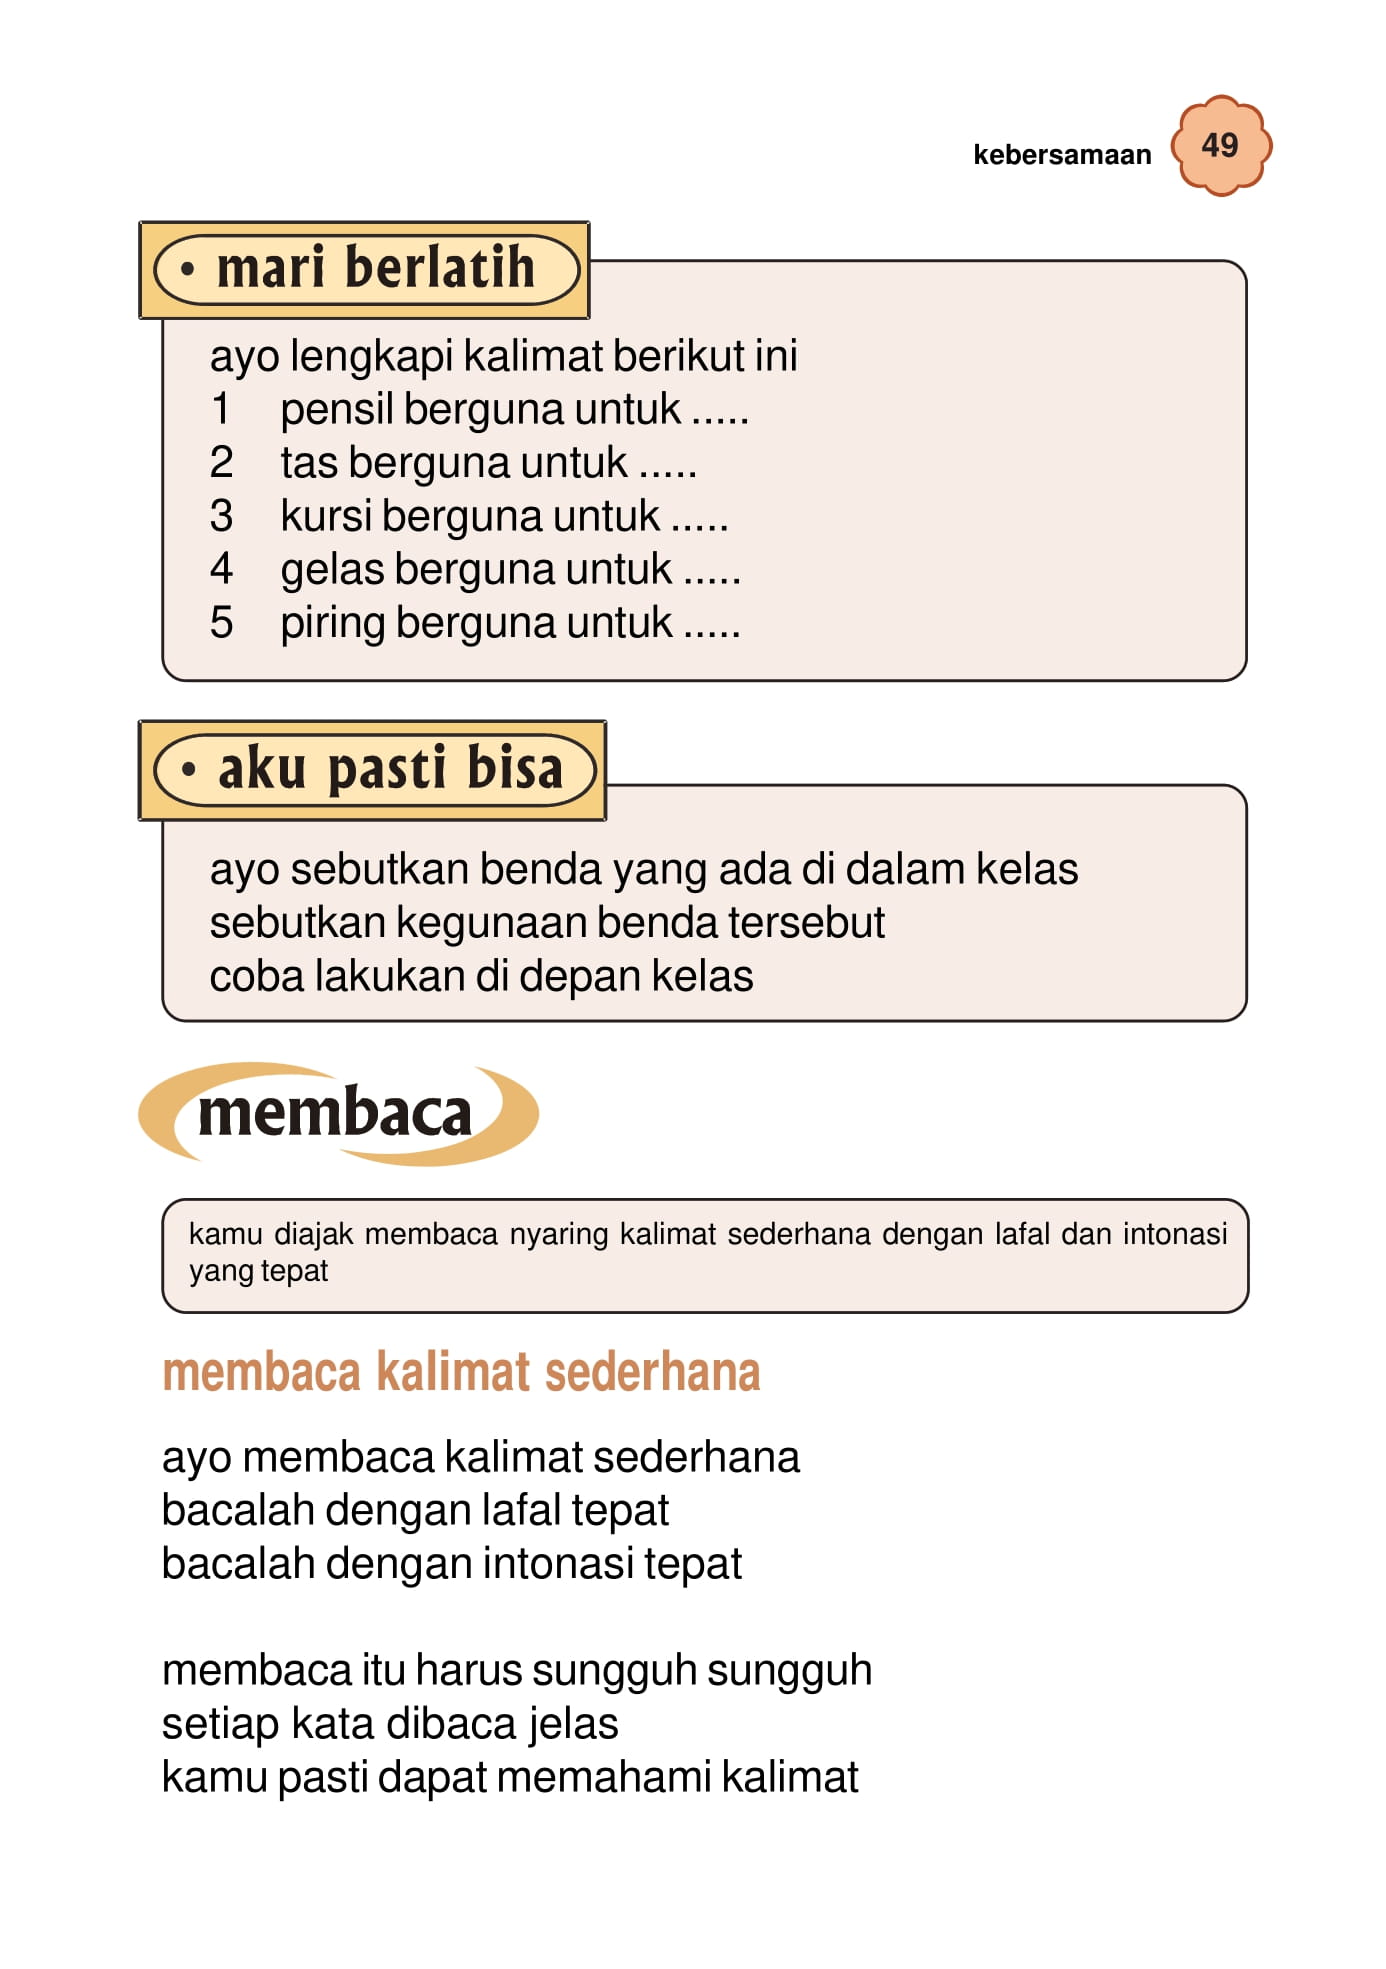 kebersamaan 49
• mari berlatih
ayo lengkapi kalimat berikut ini
1 pensil berguna untuk .....
2 tas berguna untuk .....
3 kursi berguna untuk .....
4 gelas berguna untuk .....
5 piring berguna untuk .....
• aku pasti bisa
ayo sebutkan benda yang ada di dalam kelas
sebutkan kegunaan benda tersebut
coba lakukan di depan kelas
membaca
kamu diajak membaca nyaring kalimat sederhana dengan lafal dan intonasi
yang tepat
membaca kalimat sederhana
ayo membaca kalimat sederhana
bacalah dengan lafal tepat
bacalah dengan intonasi tepat
membaca itu harus sungguh sungguh
setiap kata dibaca jelas
kamu pasti dapat memahami kalimat